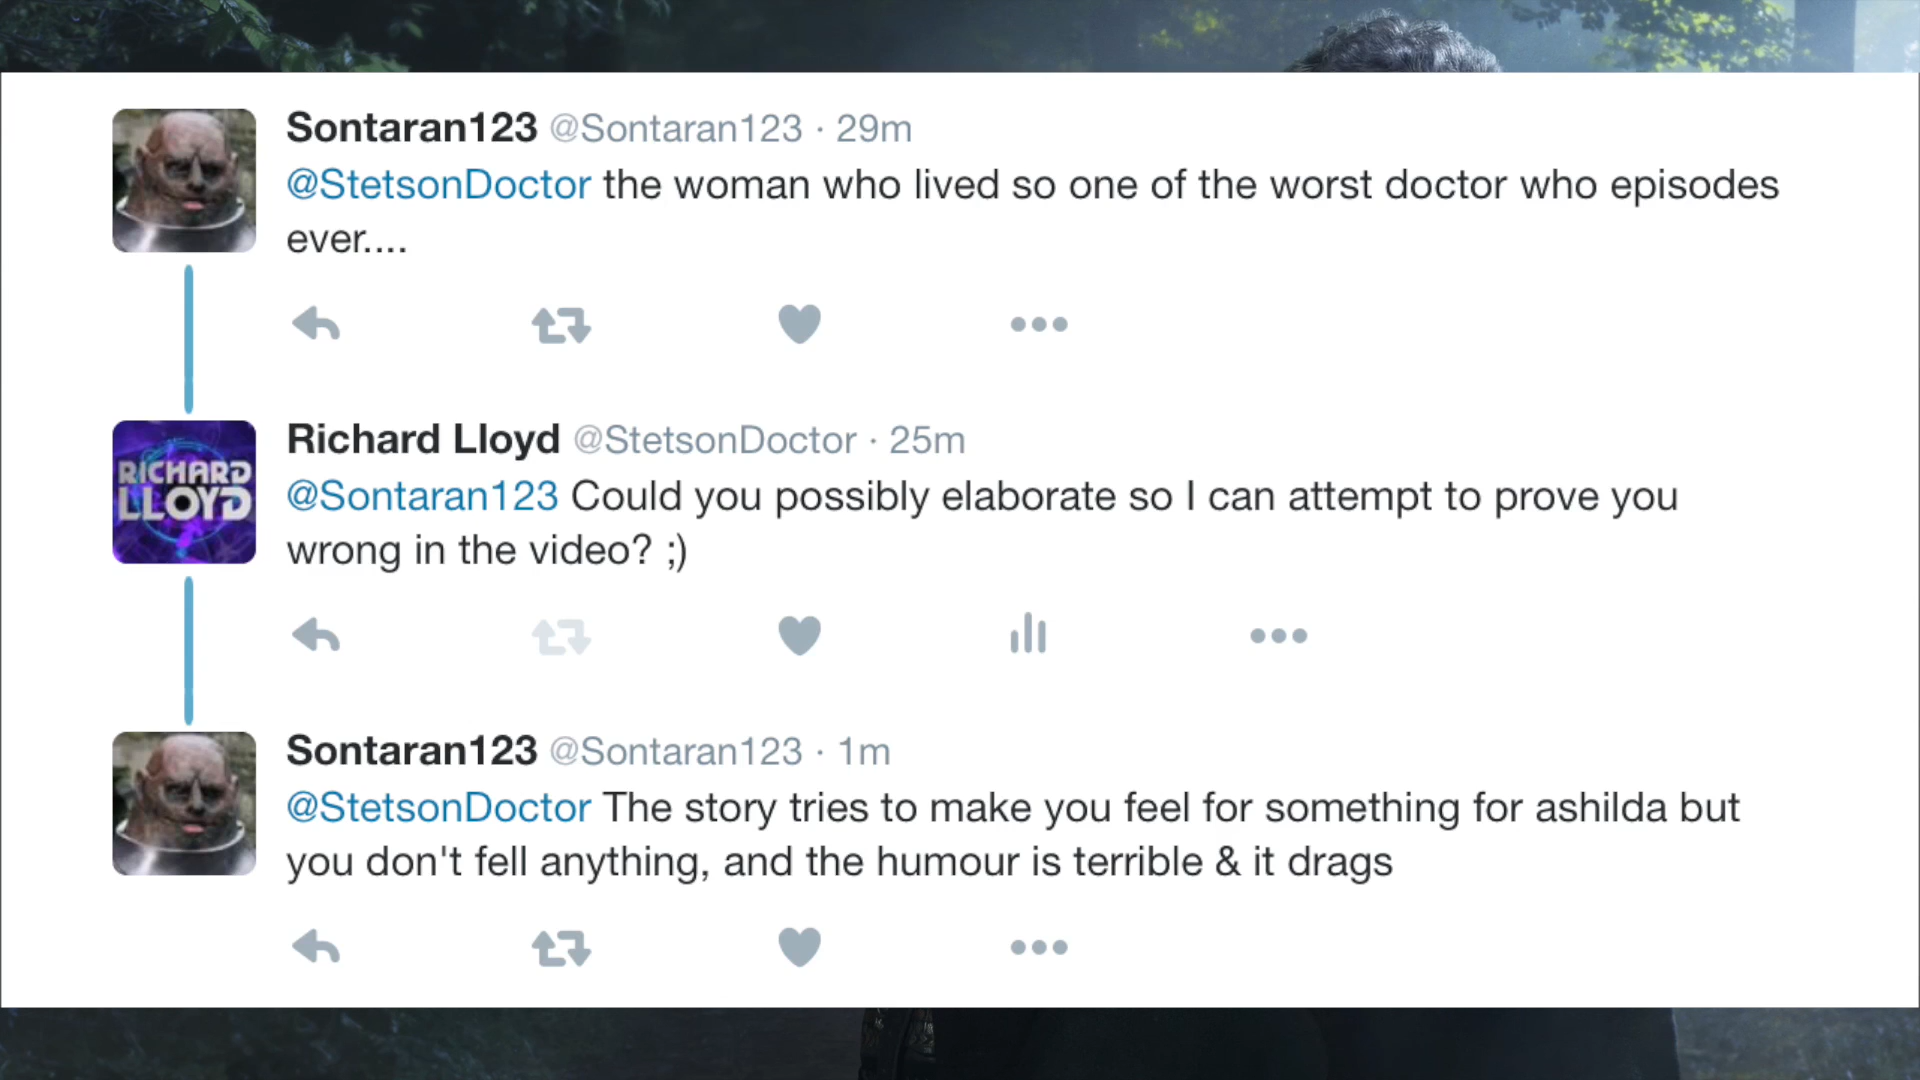 Sontaran123 @Sontaran123 · 29m
@StetsonDoctor the woman who lived so one of the worst doctor who episodes
ever....
Richard Lloyd @StetsonDoctor · 25m
RICHARD
LLOYD
@Sontaran123 Could you possibly elaborate so I can attempt to prove you
wrong in the video? ;)
Sontaran123 @Sontaran123 · 1m
@StetsonDoctor The story tries to make you feel for something for ashilda but
you don't fell anything, and the humour is terrible & it drags